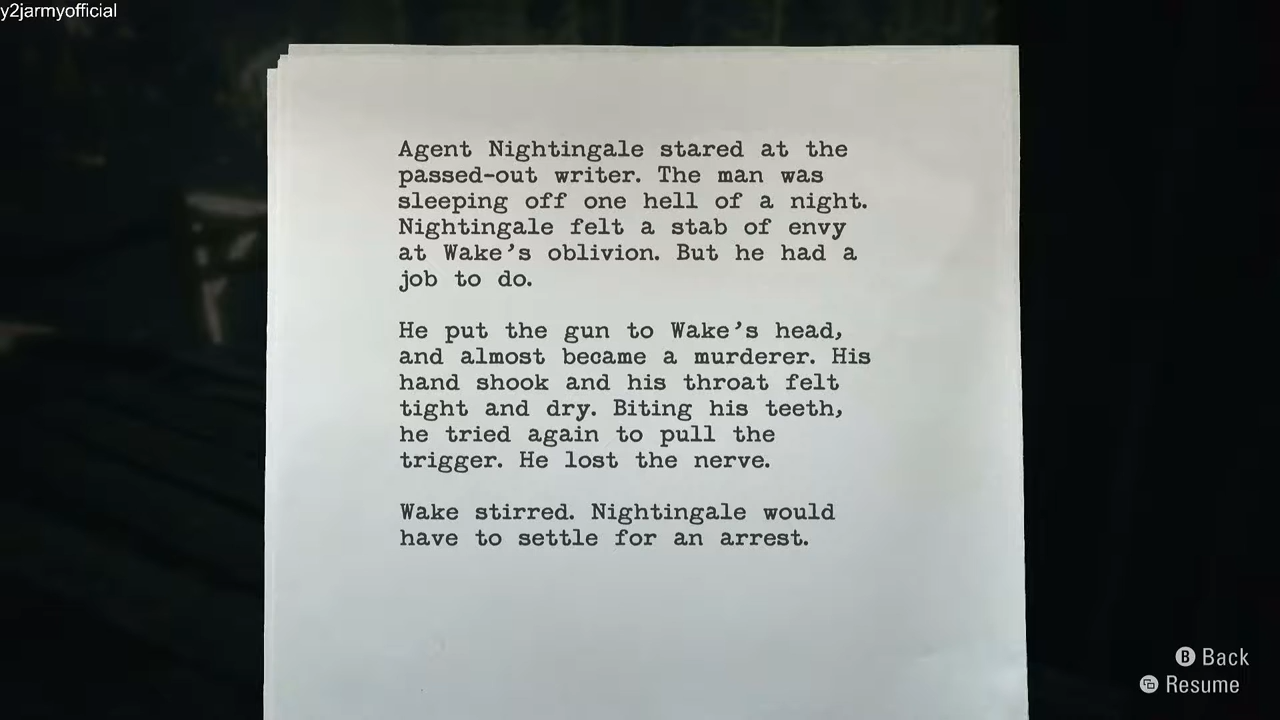 y2jarmyofficial
Agent Nightingale stared at the
passed-out writer. The man was
sleeping off one hell of a night.
Nightingale felt a stab of envy
at Wake's oblivion. But he had a
job to do.
He put the gun to Wake's head,
and almost became a murderer. His
hand shook and his throat felt
tight and dry. Biting his teeth,
he tried again to pull the
trigger. He lost the nerve.
Wake stirred. Nightingale would
have to settle for an arrest.
B Back
Resume